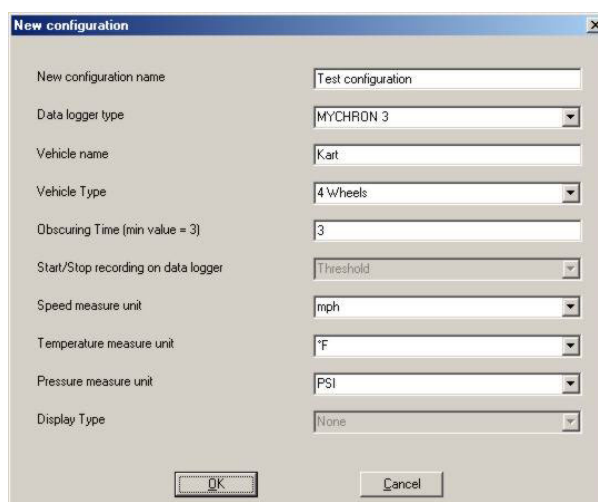 New configuration
New configuration name Test configuration
Data logger type MYCHRON 3
Vehicle name Kart
Vehicle Type 4 Wheels
Obscuring Time (min value = 3) 3
Start/Stop recording on data logger Threshold
Speed measure unit mph
Temperature measure unit °F
Pressure measure unit PSI
Display Type None
OK Cancel